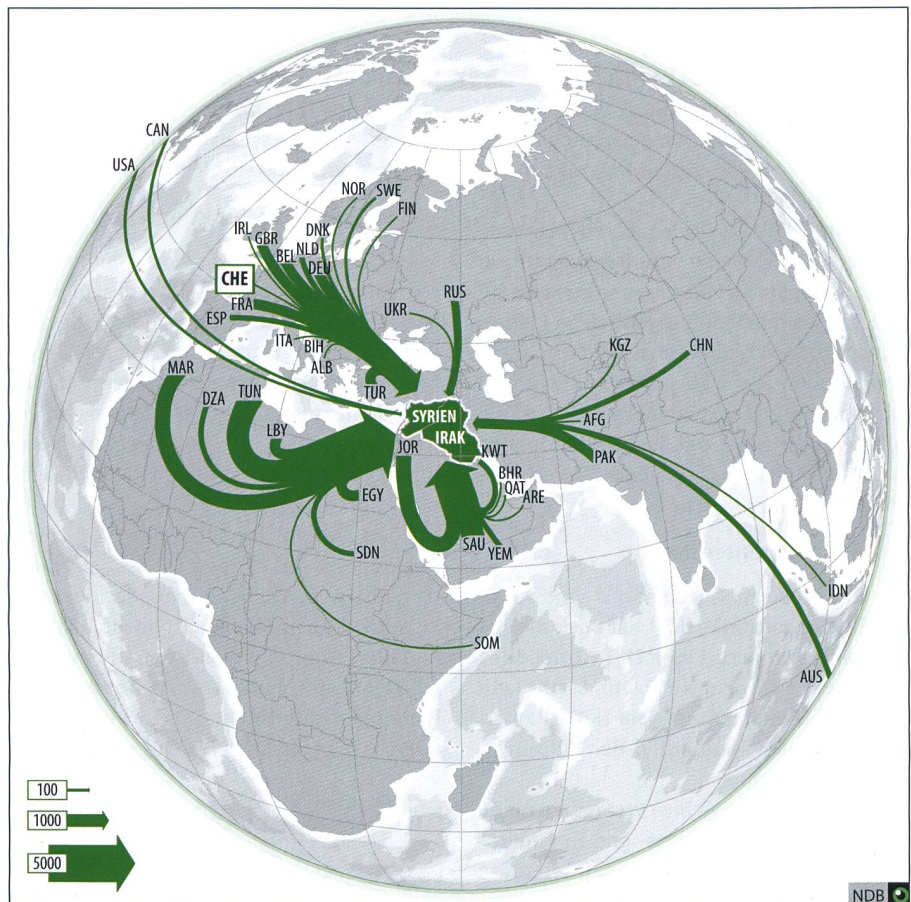 CAN
USA
NOR
SWE
FIN
IRL
GBR
DNK
BEL
NLD
DEU
CHE
FRA
ESP
RUS
UKR
ITA
BIH
ALB
KGZ
CHN
MAR
DZA
TUN
TUR
LBY
SYRIEN
IRAK
AFG
JOR
KWT
PAK
BHR
QAT
ARE
EGY
SAU
YEM
SDN
IDN
SOM
AUS
100
1000
5000
NDB